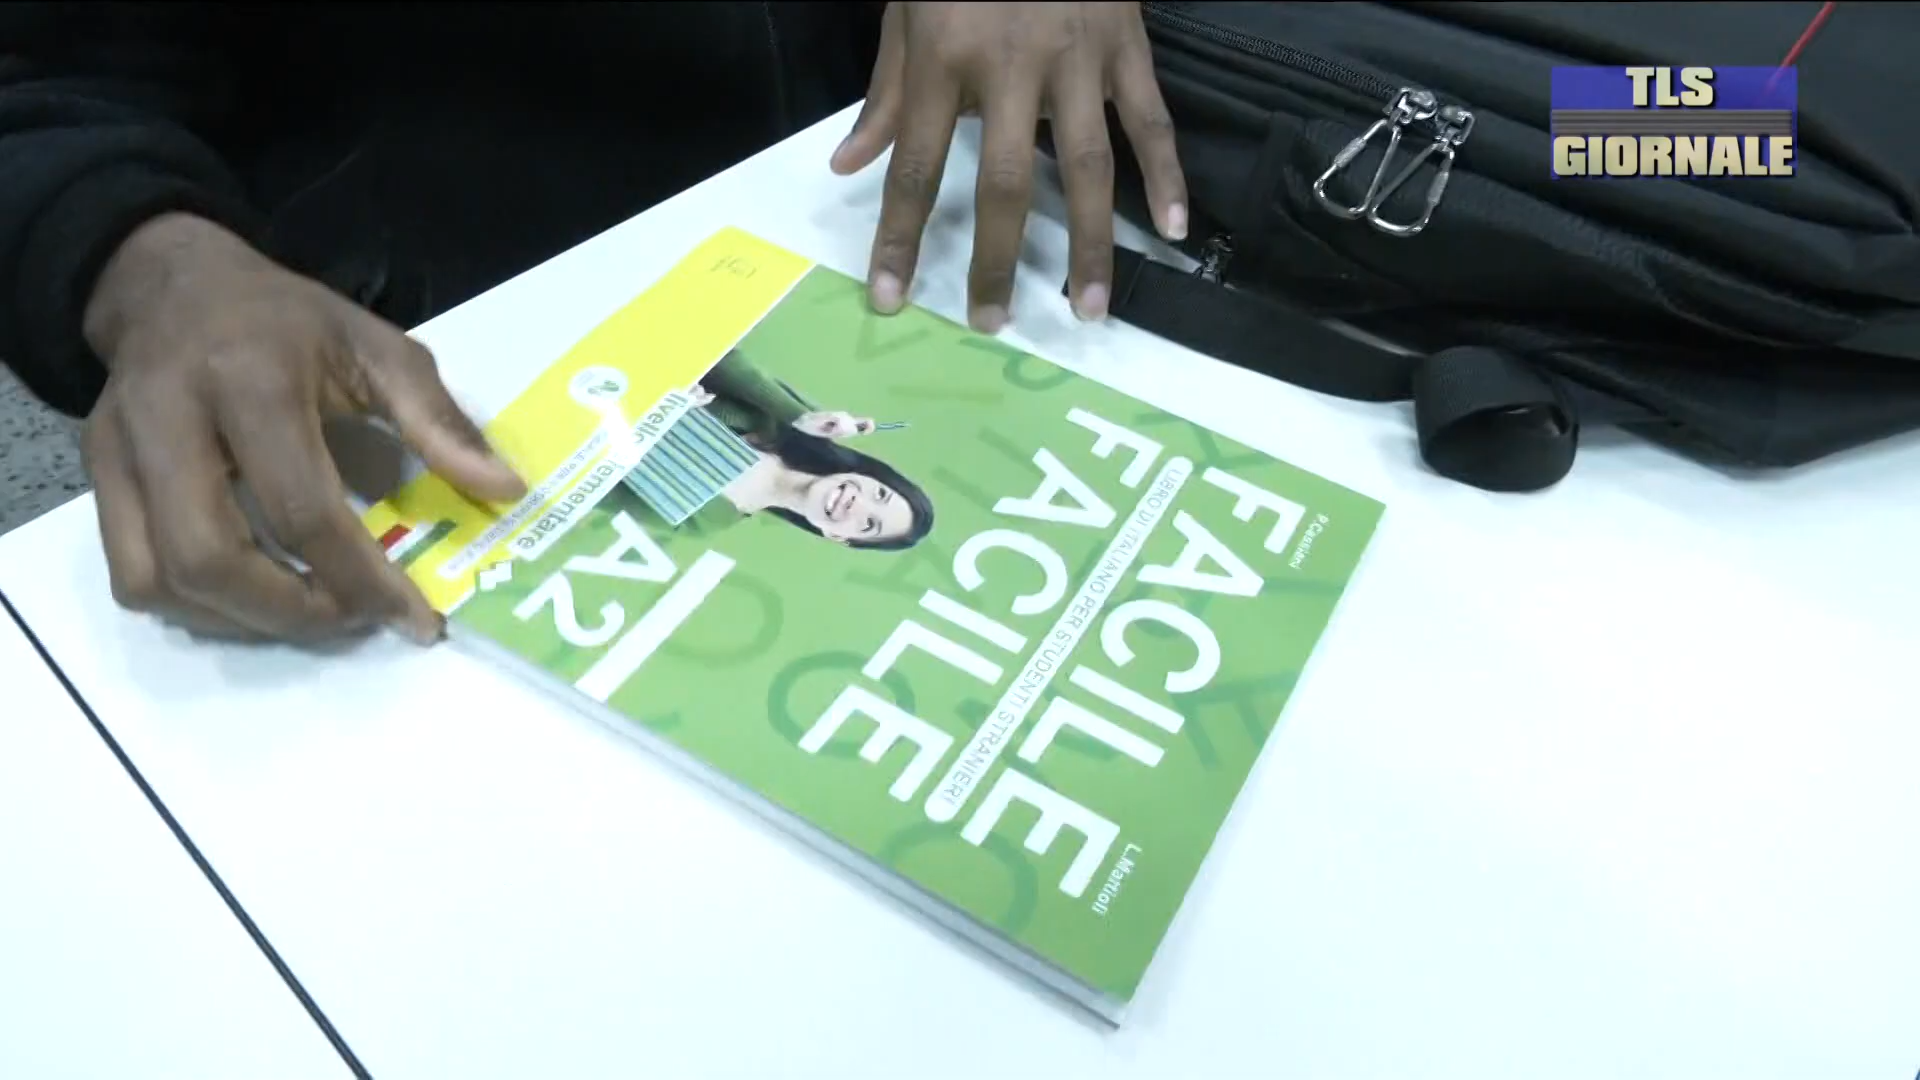 TLS
GIORNALE
P. Cassiani
L. Mattioli
FACILE
LIBRO DI ITALIANO PER STUDENTI STRANIERI
FACILE
A2
livello elementare